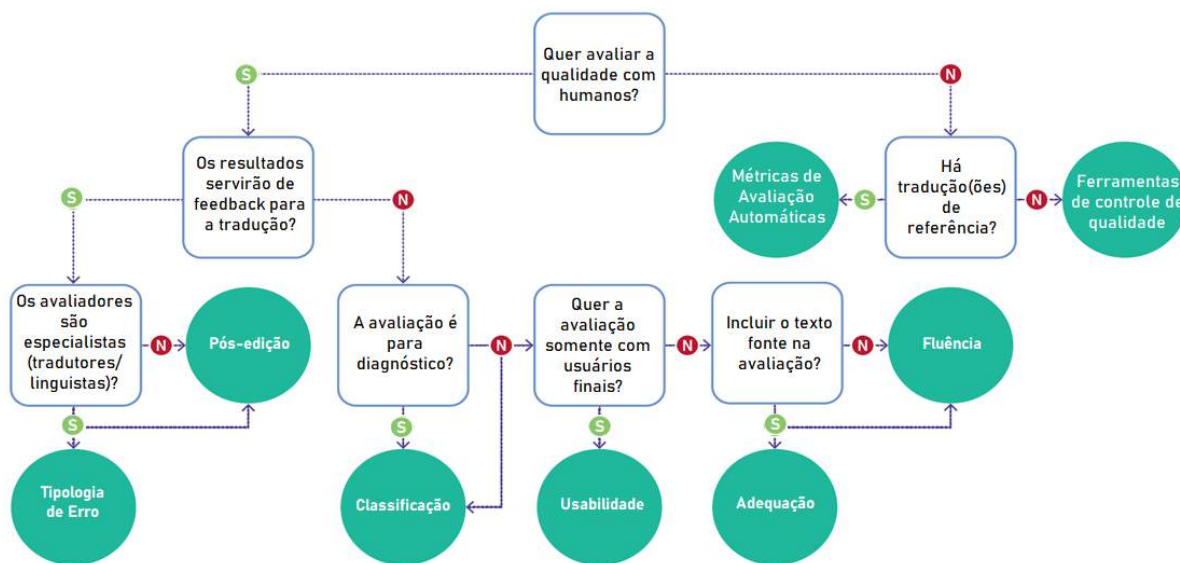 Quer avaliar a
qualidade com
humanos?
S
N
Os resultados
servirão de
feedback para
a tradução?
S
N
Métricas de
Avaliação
Automáticas
S
Há
tradução(ões)
de
referência?
N
Ferramentas
de controle de
qualidade
Os avaliadores
são
especialistas
(tradutores/
linguistas)?
N
Pós-edição
S
Tipologia
de Erro
A avaliação é
para
diagnóstico?
N
S
Classificação
Quer a
avaliação
somente com
usuários
finais?
N
S
Usabilidade
Incluir o texto
fonte na
avaliação?
N
Fluência
S
Adequação